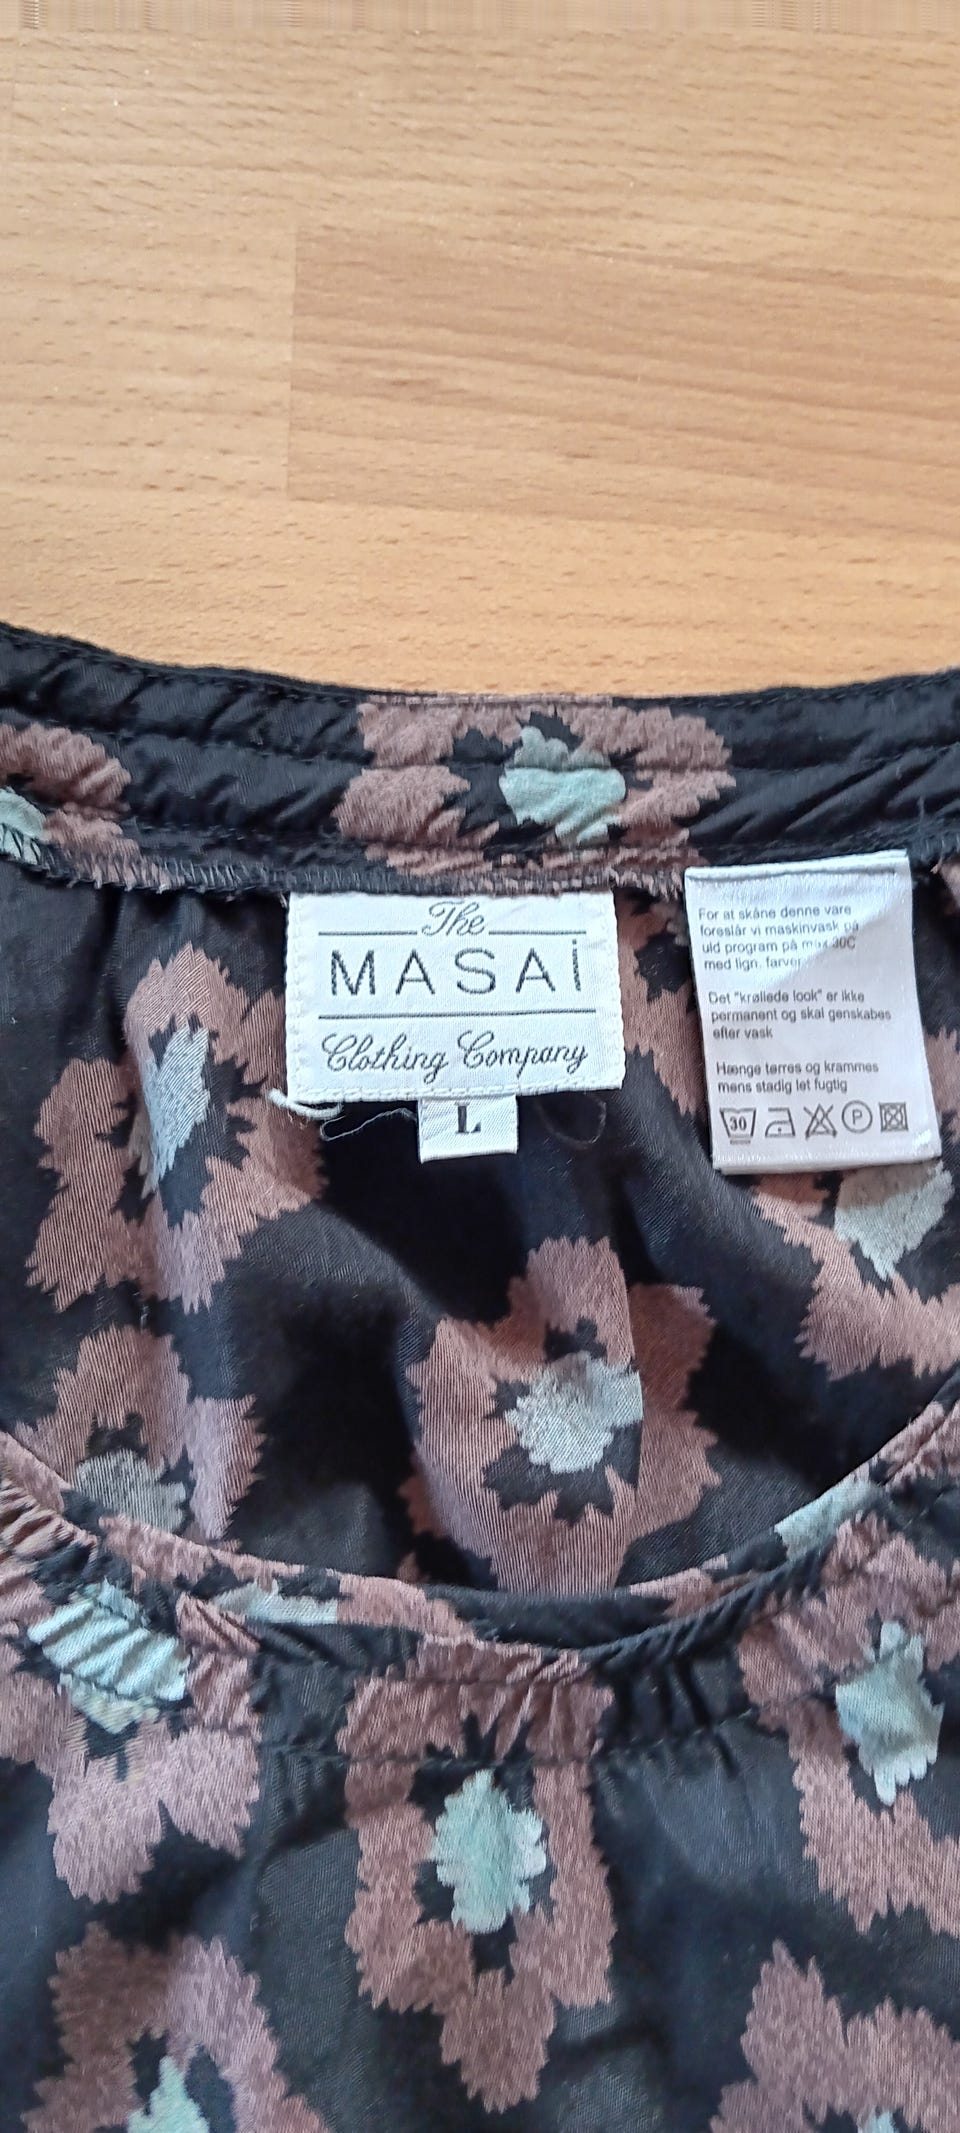 The
MASAi
Clothing Company
L
For at skåne denne vare
foreslår vi maskinvask på
uld program på max 30C
med lign. farver
Det "krøllede look" er ikke
permanent og skal genskabes
efter vask
Hænge tørres og krammes
mens stadig let fugtig
30
P